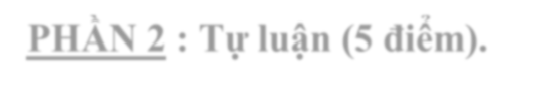 PHẦN 2 : Tự luận (5 điểm).